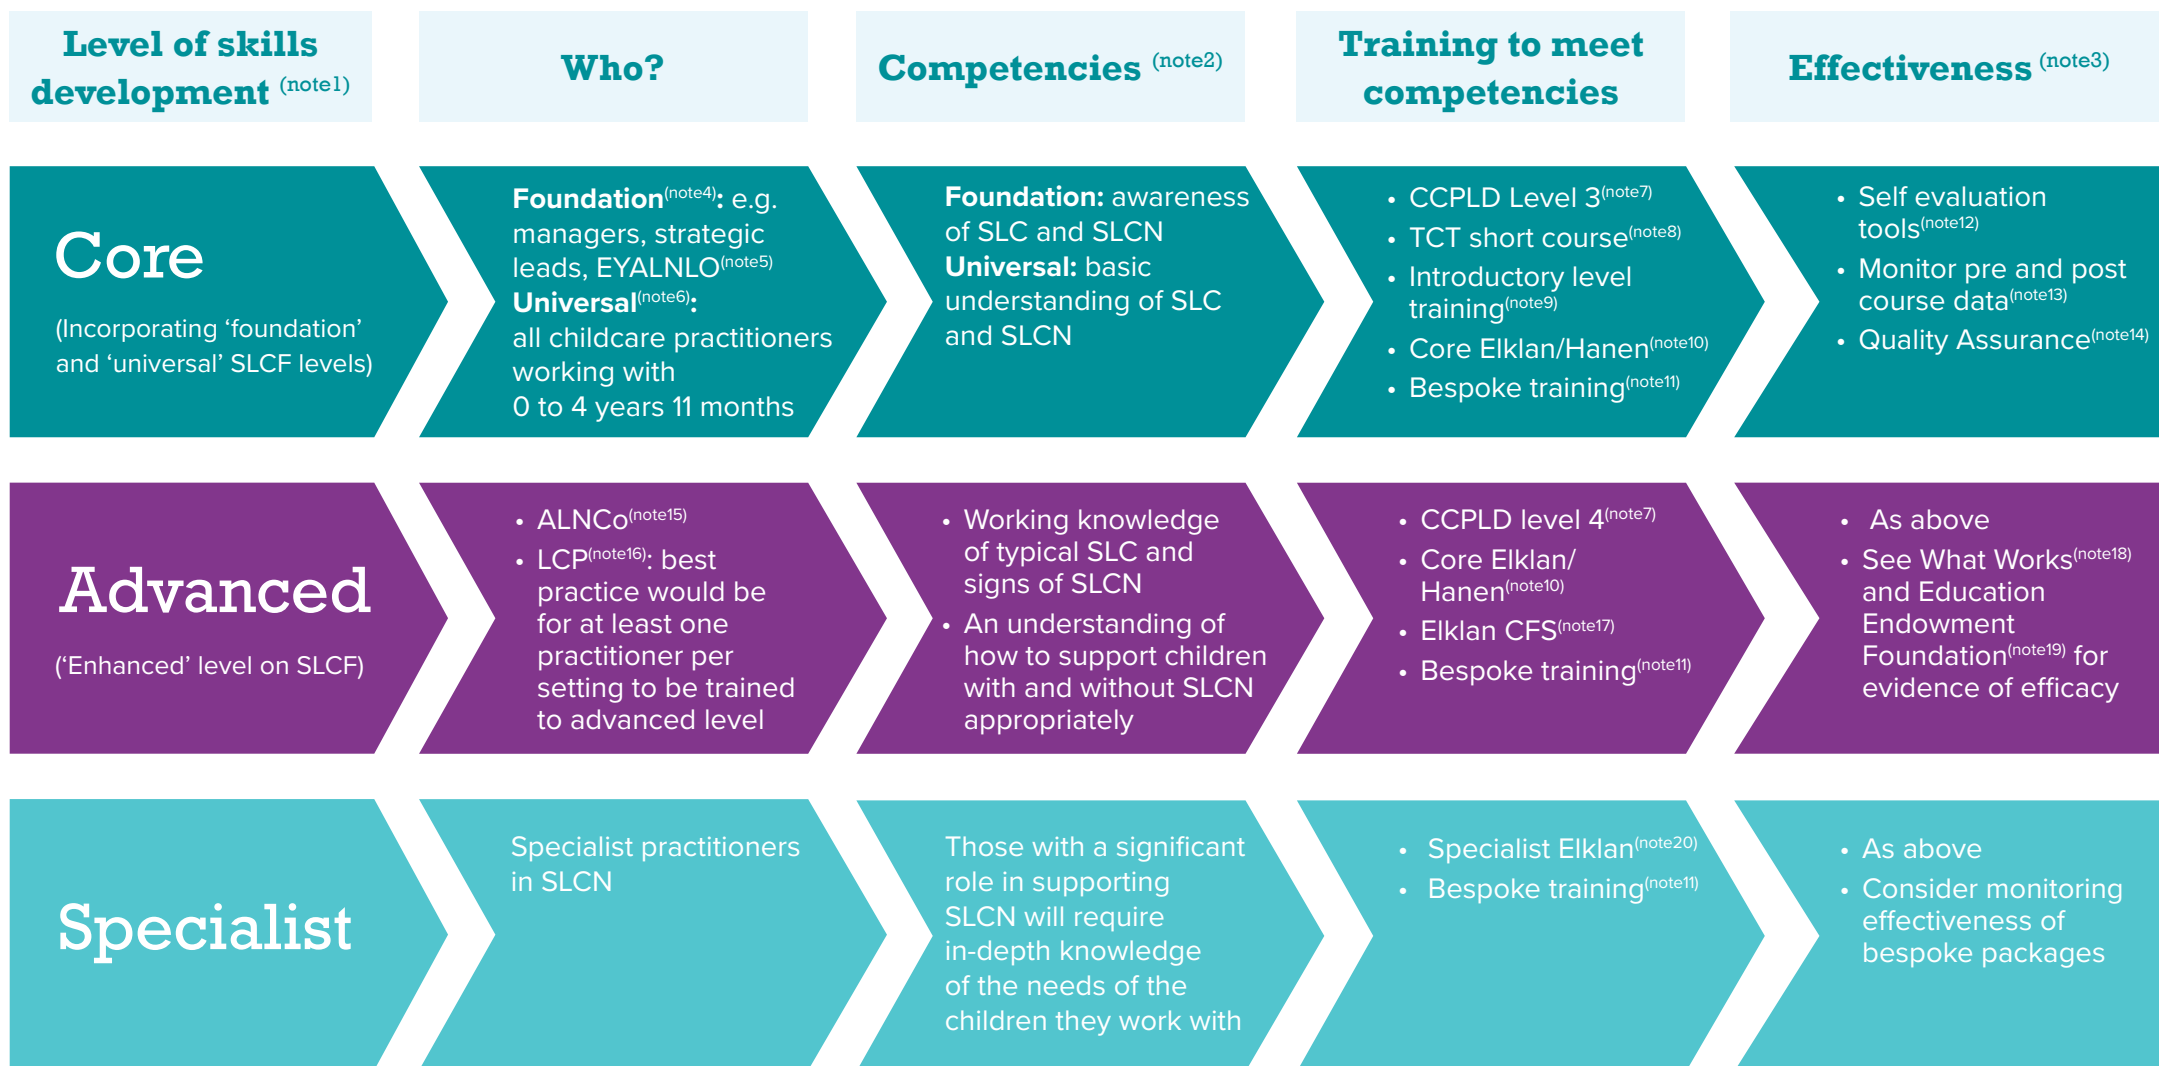 Level of skills
development (note1)
Who?
Competencies (note2)
Training to meet
competencies
Effectiveness (note3)
Core
(Incorporating ‘foundation’
and ‘universal’ SLCF levels)
Foundation(note4): e.g.
managers, strategic
leads, EYALNLO(note5)
Universal(note6):
all childcare practitioners
working with
0 to 4 years 11 months
Foundation: awareness
of SLC and SLCN
Universal: basic
understanding of SLC
and SLCN
• CCPLD Level 3(note7)
• TCT short course(note8)
• Introductory level
training(note9)
• Core Elklan/Hanen(note10)
• Bespoke training(note11)
• Self evaluation
tools(note12)
• Monitor pre and post
course data(note13)
• Quality Assurance(note14)
Advanced
(‘Enhanced’ level on SLCF)
• ALNCo(note15)
• LCP(note16): best
practice would be
for at least one
practitioner per
setting to be trained
to advanced level
• Working knowledge
of typical SLC and
signs of SLCN
• An understanding of
how to support children
with and without SLCN
appropriately
• CCPLD level 4(note7)
• Core Elklan/
Hanen(note10)
• Elklan CFS(note17)
• Bespoke training(note11)
• As above
• See What Works(note18)
and Education
Endowment
Foundation(note19) for
evidence of efficacy
Specialist
Specialist practitioners
in SLCN
Those with a significant
role in supporting
SLCN will require
in-depth knowledge
of the needs of the
children they work with
• Specialist Elklan(note20)
• Bespoke training(note11)
• As above
• Consider monitoring
effectiveness of
bespoke packages